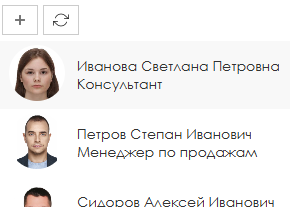 Иванова Светлана Петровна
Консультант
Петров Степан Иванович
Менеджер по продажам
Сидоров Алексей Иванович